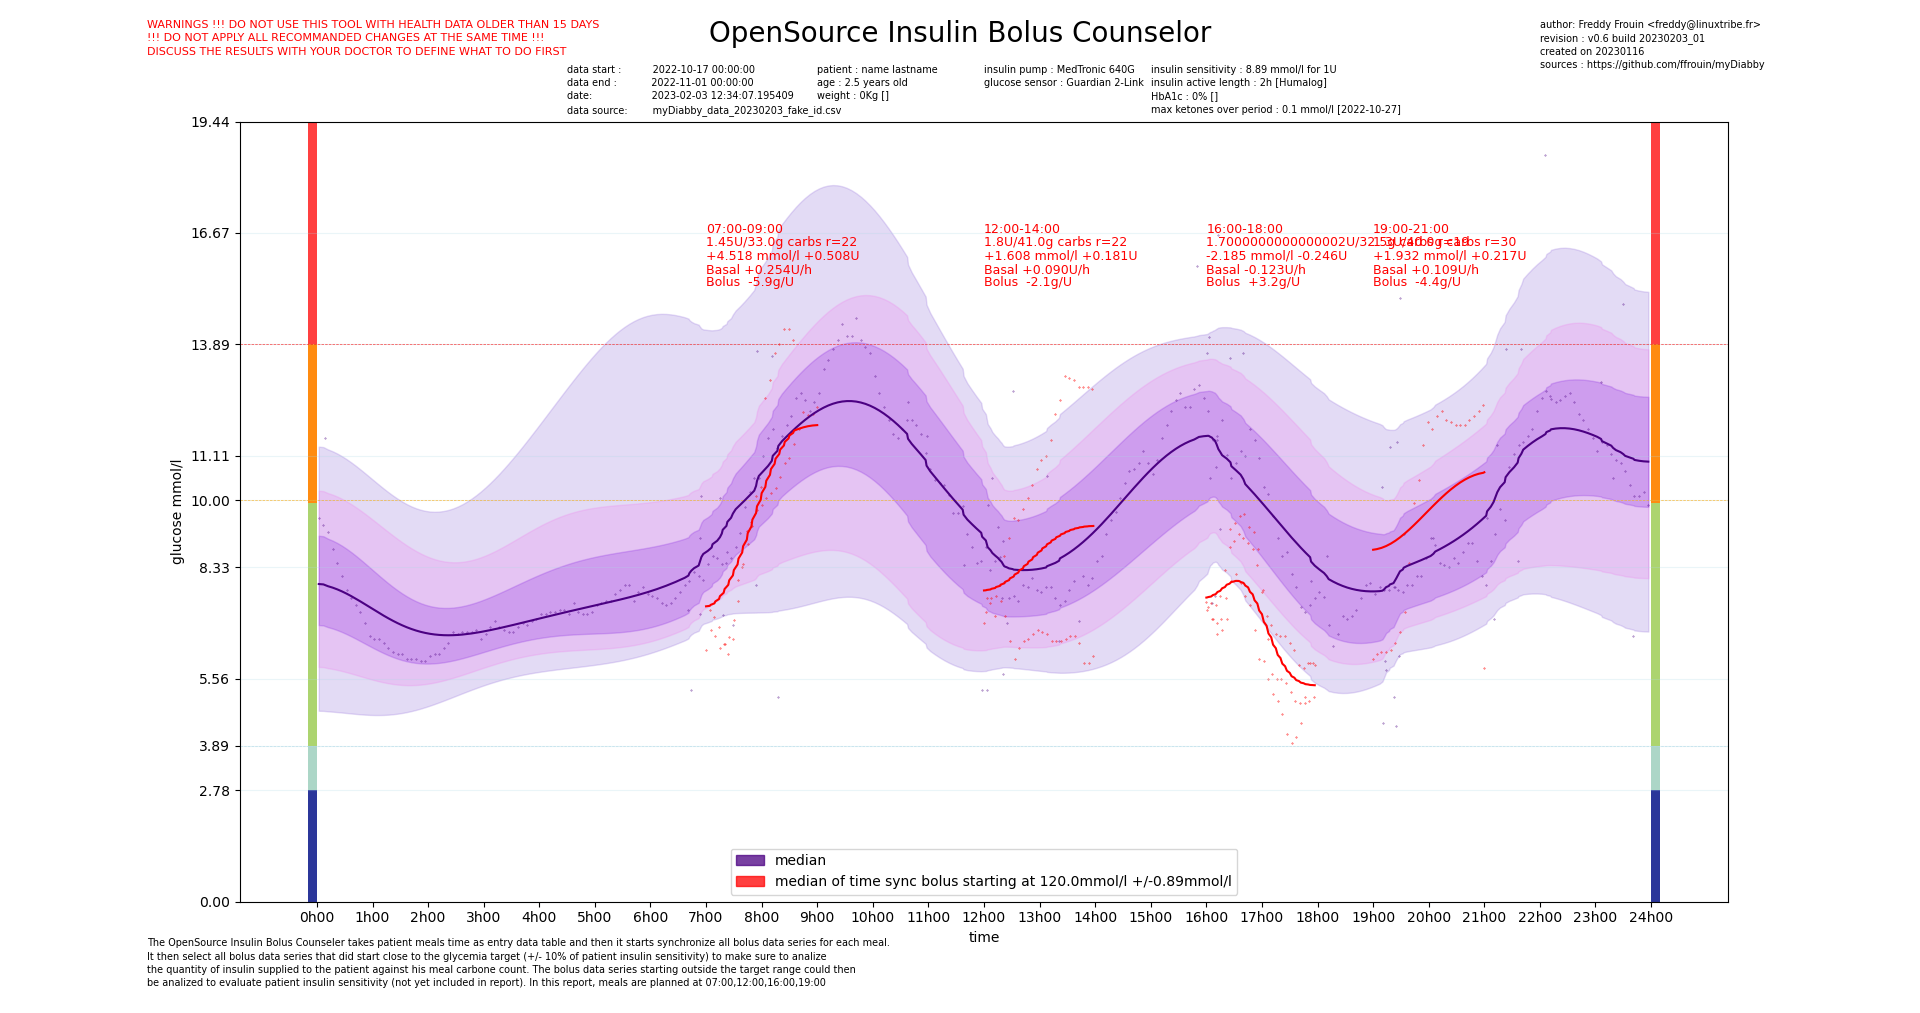 WARNINGS !!! DO NOT USE THIS TOOL WITH HEALTH DATA OLDER THAN 15 DAYS
!!! DO NOT APPLY ALL RECOMMANDED CHANGES AT THE SAME TIME !!!
DISCUSS THE RESULTS WITH YOUR DOCTOR TO DEFINE WHAT TO DO FIRST
OpenSource Insulin Bolus Counselor
author: Freddy Frouin <freddy@linuxtribe.fr>
revision : v0.6 build 20230203_01
created on 20230116
sources : https://github.com/ffrouin/myDiabby
data start : 2022-10-17 00:00:00
data end : 2022-11-01 00:00:00
date: 2023-02-03 12:34:07.195409
data source: myDiabby_data_20230203_fake_id.csv
patient : name lastname
age : 2.5 years old
weight : 0Kg []
insulin pump : MedTronic 640G
glucose sensor : Guardian 2-Link
insulin sensitivity : 8.89 mmol/l for 1U
insulin active length : 2h [Humalog]
HbA1c : 0% []
max ketones over period : 0.1 mmol/l [2022-10-27]
19.44
16.67
13.89
11.11
10.00
8.33
5.56
3.89
2.78
0.00
glucose mmol/l
07:00-09:00
1.45U/33.0g carbs r=22
+4.518 mmol/l +0.508U
Basal +0.254U/h
Bolus -5.9g/U
12:00-14:00
1.8U/41.0g carbs r=22
+1.608 mmol/l +0.181U
Basal +0.090U/h
Bolus -2.1g/U
16:00-18:00
1.7000000000000002U/32.5g carbs r=19
-2.185 mmol/l -0.246U
Basal -0.123U/h
Bolus +3.2g/U
19:00-21:00
carbs r=30
+1.932 mmol/l +0.217U
Basal +0.109U/h
Bolus -4.4g/U
median
median of time sync bolus starting at 120.0mmol/l +/-0.89mmol/l
0h00 1h00 2h00 3h00 4h00 5h00 6h00 7h00 8h00 9h00 10h00 11h00 12h00 13h00 14h00 15h00 16h00 17h00 18h00 19h00 20h00 21h00 22h00 23h00 24h00
time
The OpenSource Insulin Bolus Counseler takes patient meals time as entry data table and then it starts synchronize all bolus data series for each meal.
It then select all bolus data series that did start close to the glycemia target (+/- 10% of patient insulin sensitivity) to make sure to analize
the quantity of insulin supplied to the patient against his meal carbone count. The bolus data series starting outside the target range could then
be analized to evaluate patient insulin sensitivity (not yet included in report). In this report, meals are planned at 07:00,12:00,16:00,19:00